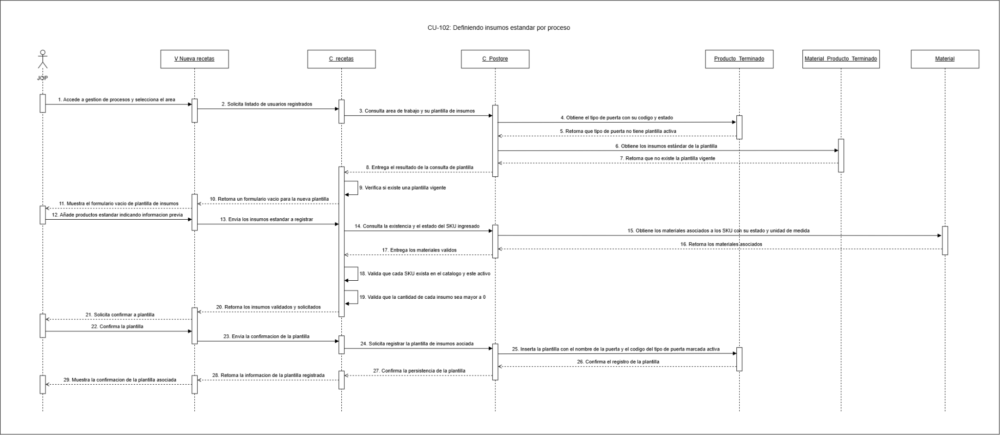 CU-102: Definiendo insumos estandar por proceso
JOP
V Nueva recetas
C_recetas
C_Postgre
Producto_Terminado
Material_Producto_Terminado
Material
1. Accede a gestion de procesos y selecciona el area
2. Solicita listado de usuarios registrados
3. Consulta area de trabajo y su plantilla de insumos
4. Obtiene el tipo de puerta con su codigo y estado
5. Retorna que tipo de puerta no tiene plantilla activa
6. Obtiene los insumos estándar de la plantilla
7. Retorna que no existe la plantilla vigente
8. Entrega el resultado de la consulta de plantilla
9. Verifica si existe una plantilla vigente
10. Retorna un formulario vacio para la nueva plantilla
11. Muestra el formulario vacio de plantilla de insumos
12. Añade productos estandar indicando informacion previa
13. Envia los insumos estandar a registrar
14. Consulta la existencia y el estado del SKU ingresado
15. Obtiene los materiales asociados a los SKU con su estado y unidad de medida
16. Retorna los materiales asociados
17. Entrega los materiales validos
18. Valida que cada SKU exista en el catalogo y este activo
19. Valida que la cantidad de cada insumo sea mayor a 0
20. Retorna los insumos validados y solicitados
21. Solicita confirmar a plantilla
22. Confirma la plantilla
23. Envia la confirmacion de la plantilla
24. Solicita registrar la plantilla de insumos aociada
25. Inserta la plantilla con el nombre de la puerta y el codigo del tipo de puerta marcada activa
26. Confirma el registro de la plantilla
27. Confirma la persistencia de la plantilla
28. Retorna la informacion de la plantilla registrada
29. Muestra la confirmacion de la plantilla asociada